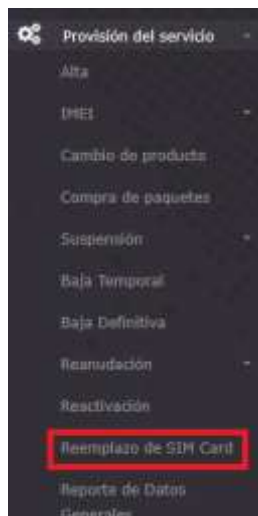 Provisión del servicio
Alta
IMEI
Cambio de producto
Compra de paquetes
Suspensión
Baja Temporal
Baja Definitiva
Reanudación
Reactivación
Reemplazo de SIM Card
Reporte de Datos
Generales